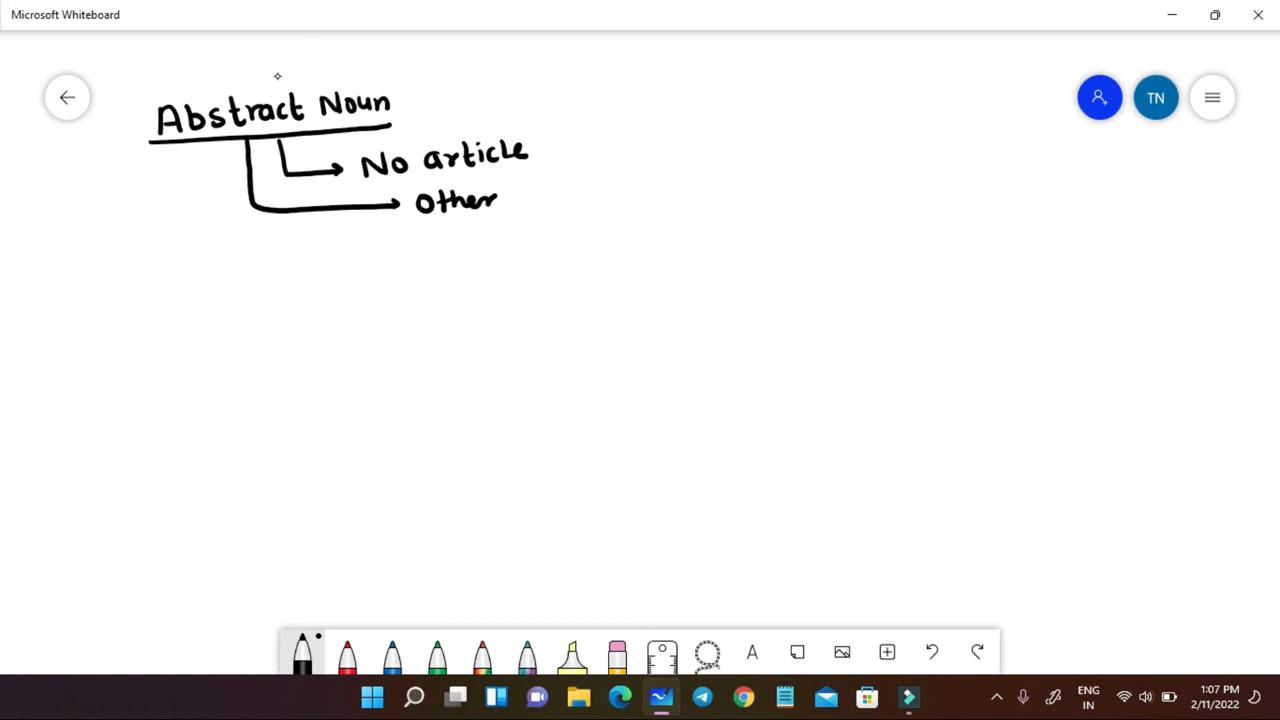 Microsoft Whiteboard
TN
Abstract Noun
No article
Other
A
ENG
IN
1:07 PM
2/11/2022